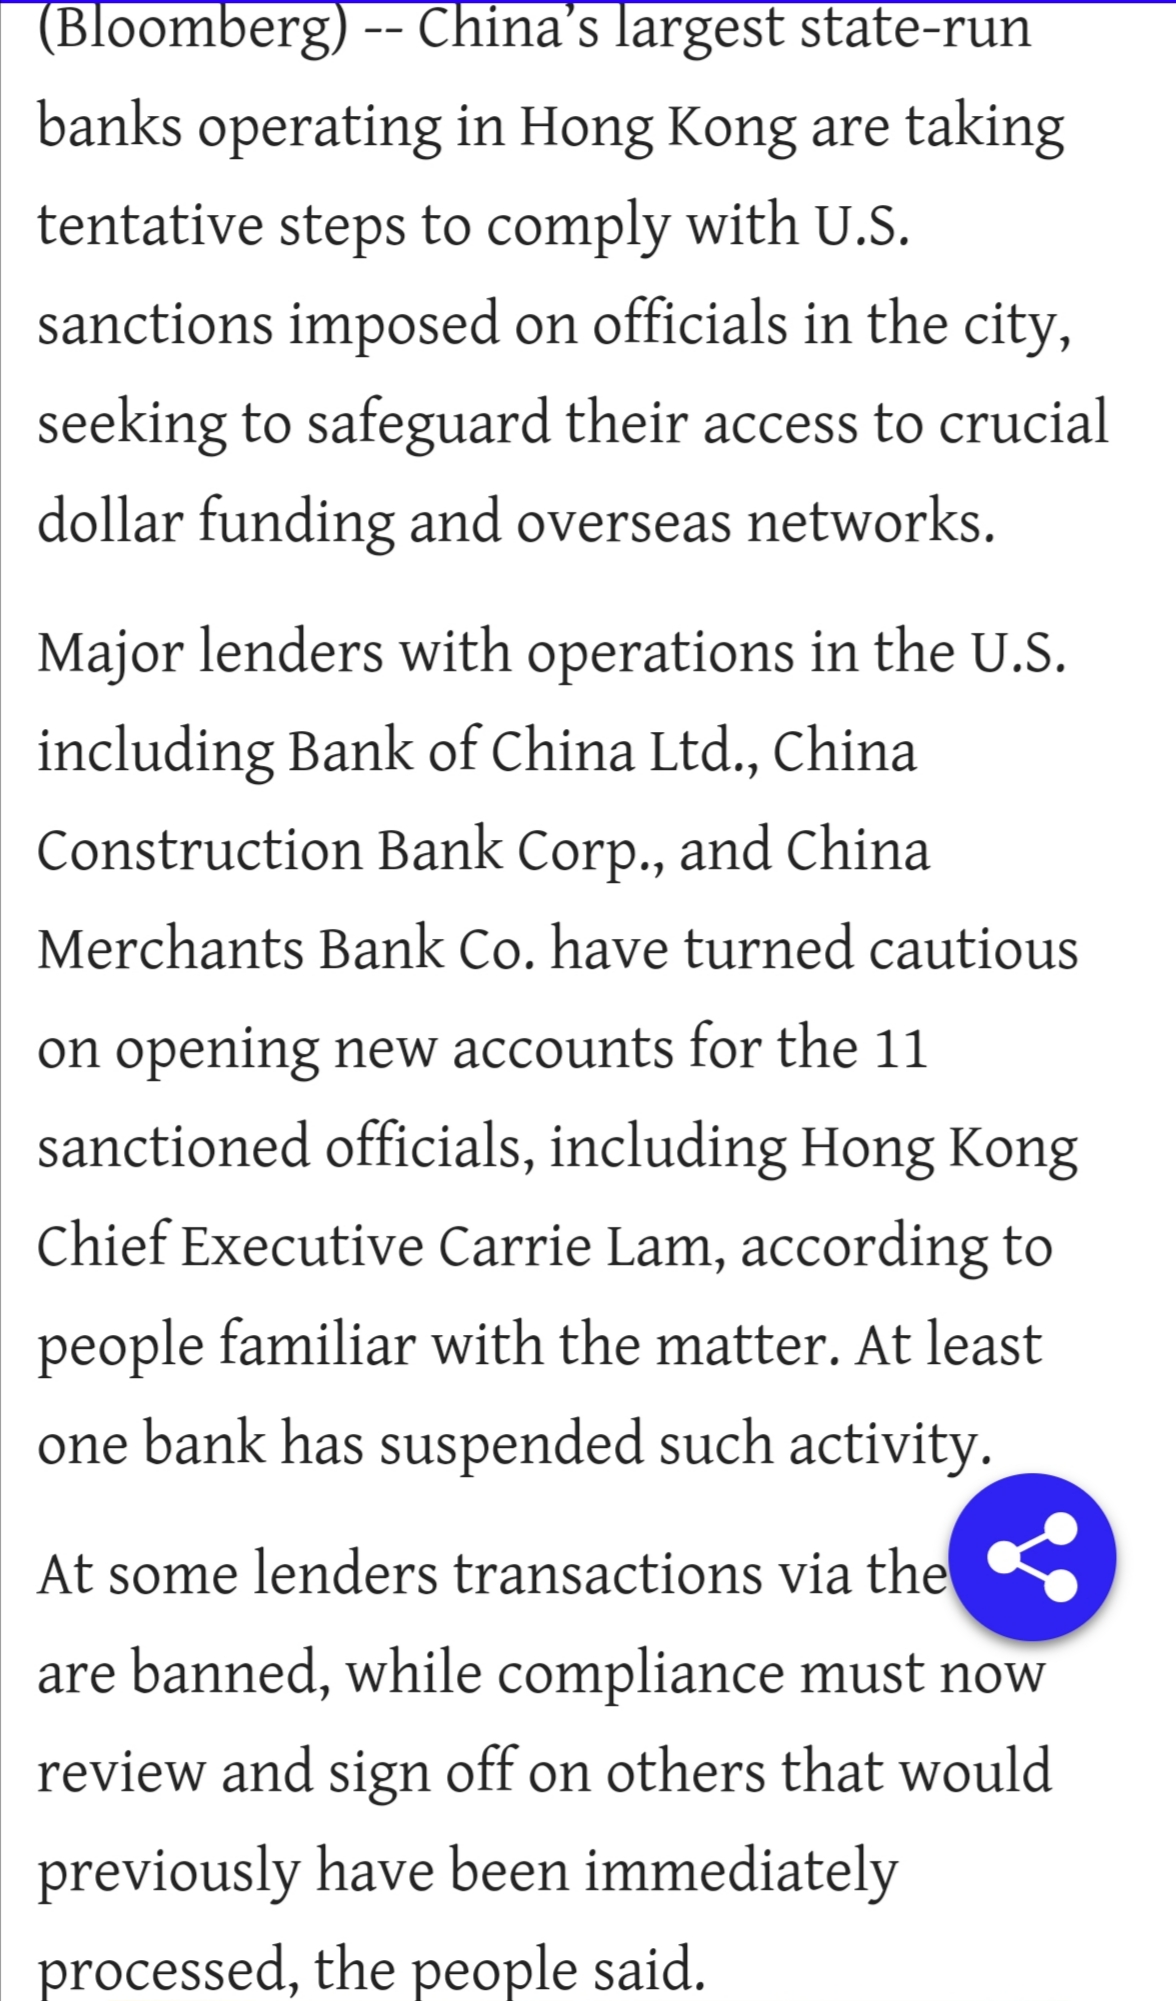 (Bloomberg) -- China’s largest state-run
banks operating in Hong Kong are taking
tentative steps to comply with U.S.
sanctions imposed on officials in the city,
seeking to safeguard their access to crucial
dollar funding and overseas networks.
Major lenders with operations in the U.S.
including Bank of China Ltd., China
Construction Bank Corp., and China
Merchants Bank Co. have turned cautious
on opening new accounts for the 11
sanctioned officials, including Hong Kong
Chief Executive Carrie Lam, according to
people familiar with the matter. At least
one bank has suspended such activity.
At some lenders transactions via the
are banned, while compliance must now
review and sign off on others that would
previously have been immediately
processed, the people said.